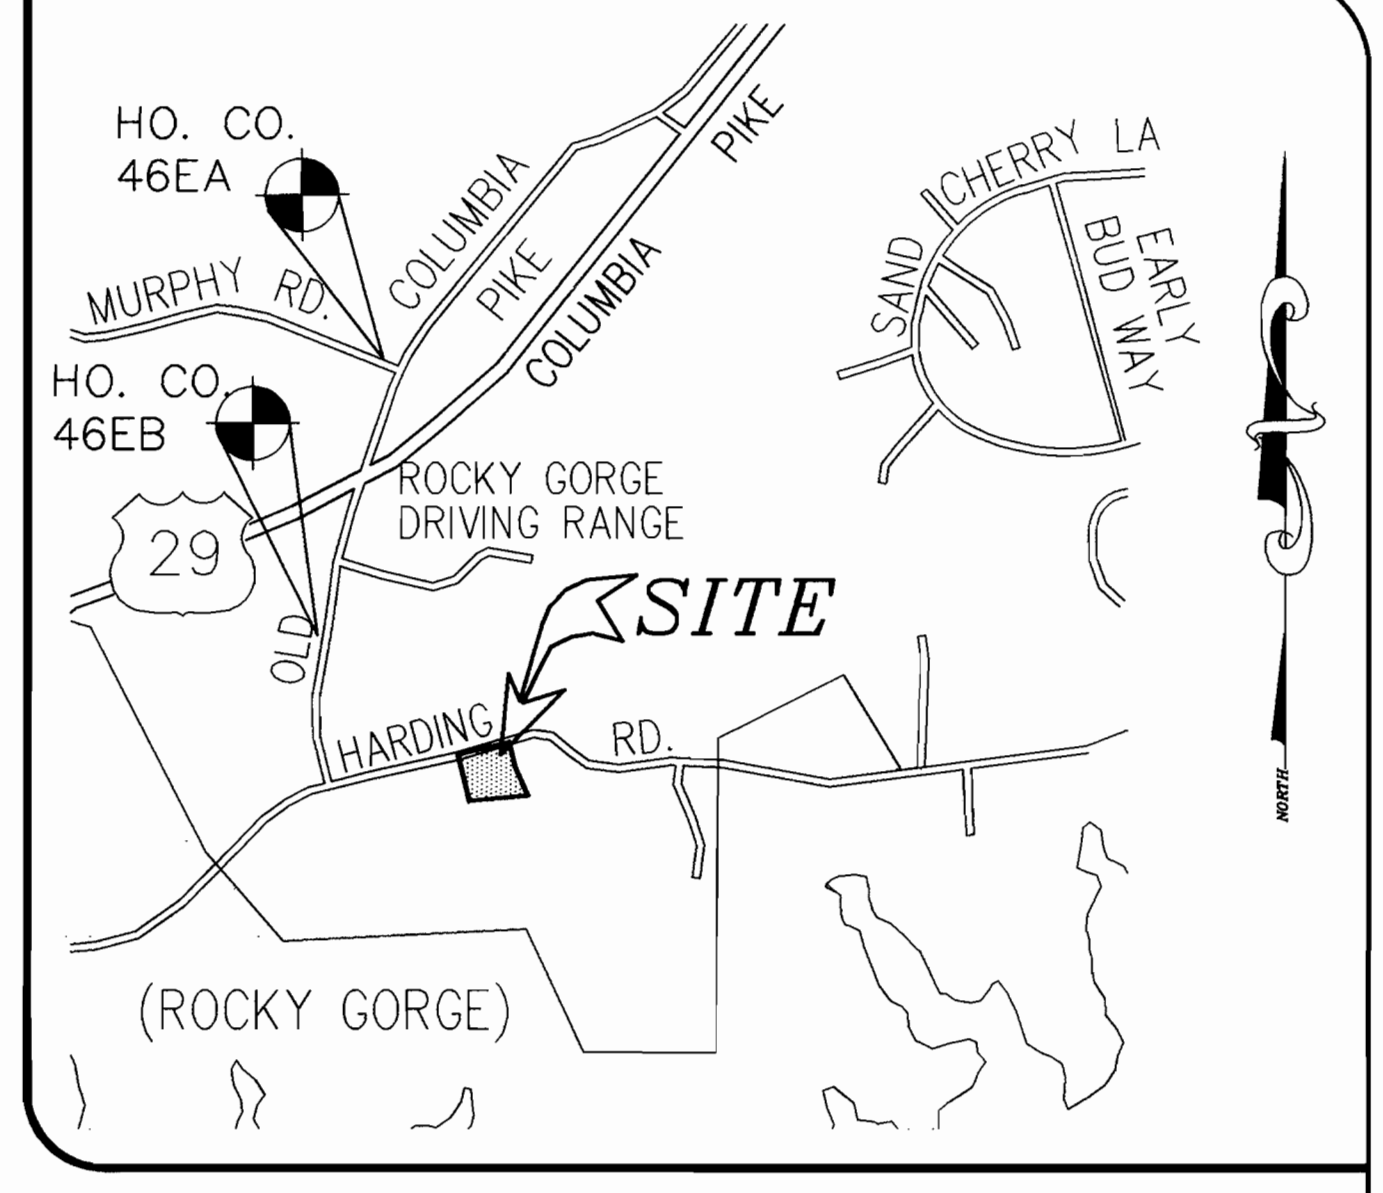 HO. CO.
46EA
MURPHY RD.
HO. CO.
46EB
29
OLD
COLUMBIA
PIKE
COLUMBIA
PIKE
SAND
CHERRY LA
EARLY
BUD WAY
ROCKY GORGE
DRIVING RANGE
SITE
HARDING
RD.
NORTH
(ROCKY GORGE)